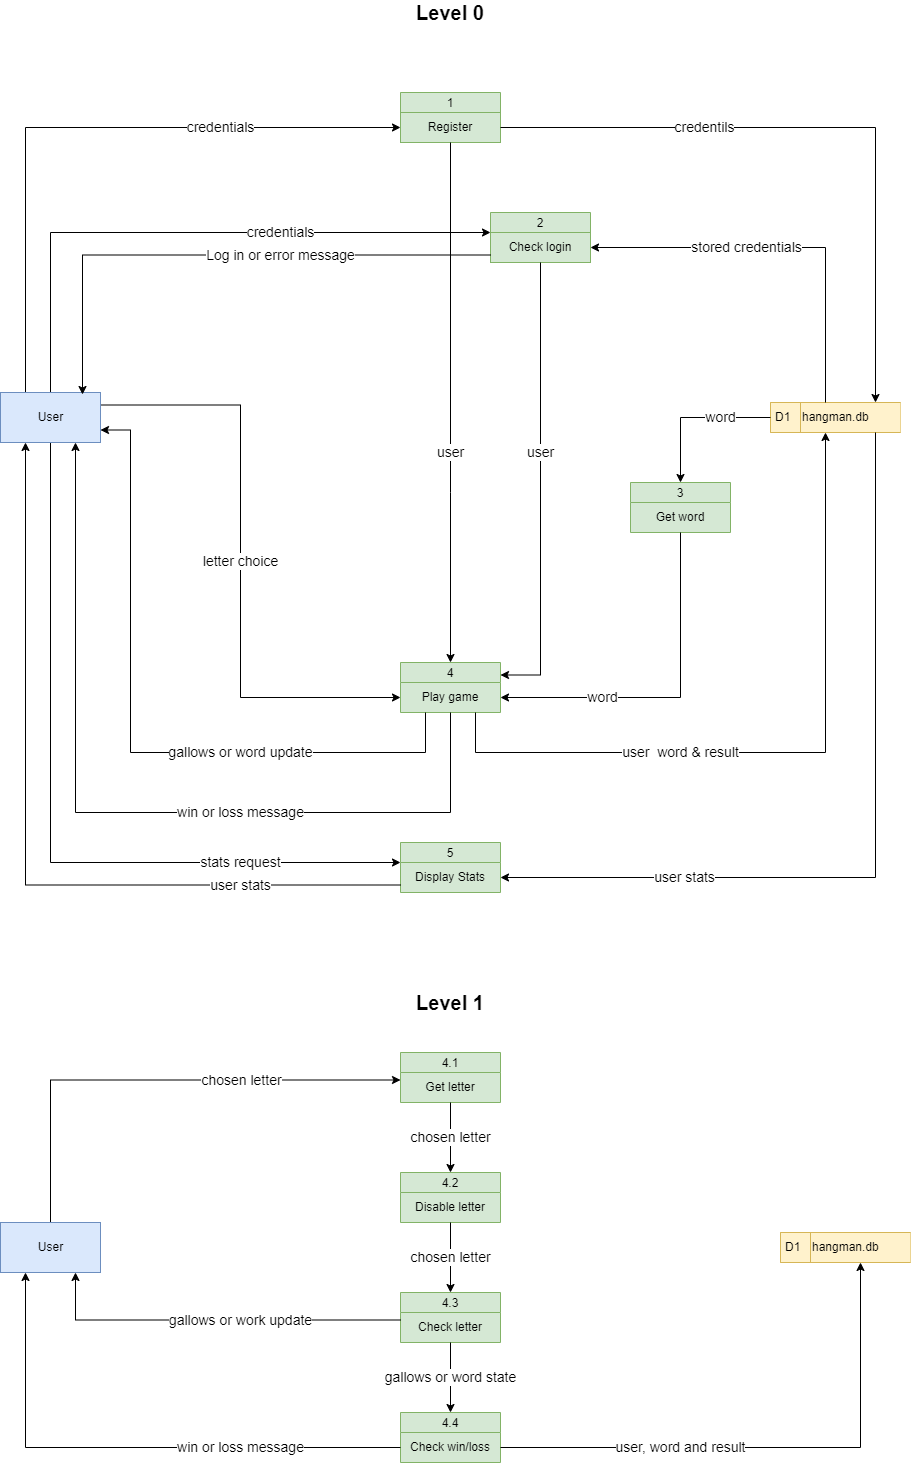 Level 0
1
credentials
Register
credentils
2
credentials
Check login
stored credentials
Log in or error message
User
word
D1
hangman.db
user
user
3
Get word
letter choice
4
Play game
word
gallows or word update
user  word & result
win or loss message
5
stats request
Display Stats
user stats
user stats
Level 1
4.1
chosen letter
Get letter
chosen letter
4.2
Disable letter
User
D1
hangman.db
chosen letter
4.3
gallows or work update
Check letter
gallows or word state
4.4
win or loss message
Check win/loss
user, word and result